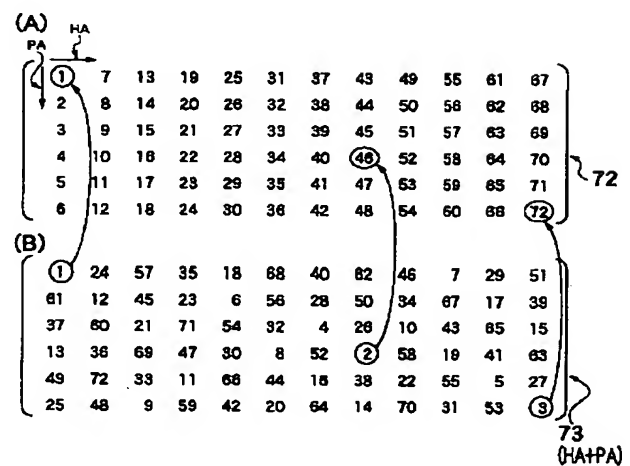 (A)
HA
PA
1 7 13 19 25 31 37 43 49 55 61 67
2 8 14 20 26 32 38 44 50 56 62 68
3 9 15 21 27 33 39 45 51 57 63 69
4 10 16 22 28 34 40 46 52 58 64 70
5 11 17 23 29 35 41 47 53 59 65 71
6 12 18 24 30 36 42 48 54 60 66 72
72
(B)
1 24 57 35 18 68 40 62 46 7 29 51
61 12 45 23 6 56 28 50 34 67 17 39
37 60 21 71 54 32 4 26 10 43 65 15
13 36 69 47 30 8 52 2 58 19 41 63
49 72 33 11 66 44 16 38 22 55 5 27
25 48 9 59 42 20 64 14 70 31 53 3
73
(HA+PA)